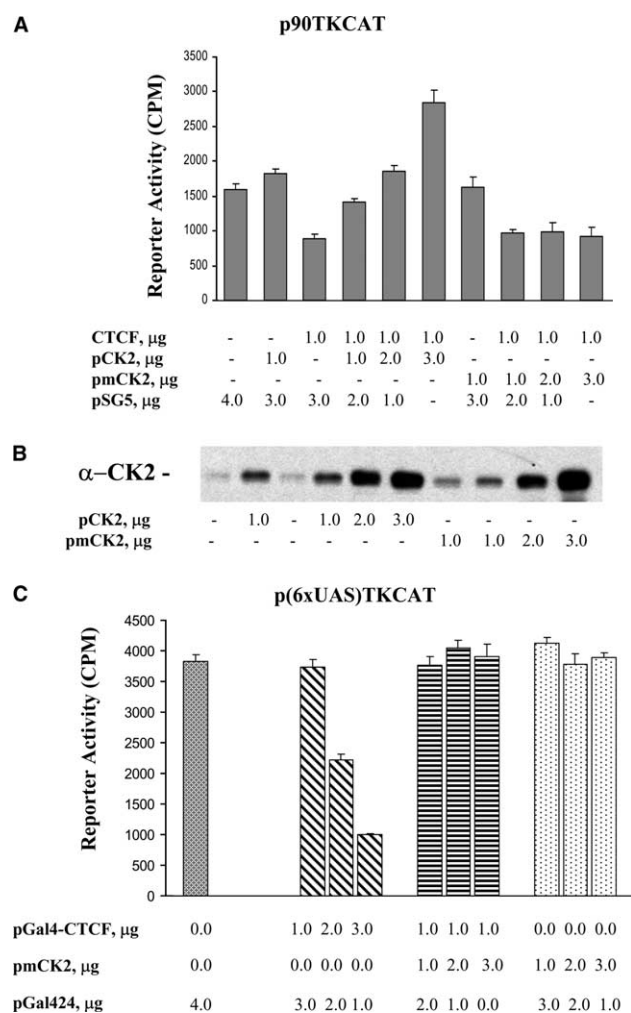 A
p90TKCAT
Reporter Activity (CPM)
3500
3000
2500
2000
1500
1000
500
0
CTCF, µg - - 1.0 1.0 1.0 1.0 - 1.0 1.0 1.0
pCK2, µg - 1.0 - 1.0 2.0 3.0 - - - -
pmCK2, µg - - - - - - 1.0 1.0 2.0 3.0
pSG5, µg 4.0 3.0 3.0 2.0 1.0 - 3.0 2.0 1.0 -
B
α–CK2 -
pCK2, µg - 1.0 - 1.0 2.0 3.0 - - - -
pmCK2, µg - - - - - - 1.0 1.0 2.0 3.0
C
p(6xUAS)TKCAT
Reporter Activity (CPM)
4500
4000
3500
3000
2500
2000
1500
1000
500
0
pGal4-CTCF, µg 0.0 1.0 2.0 3.0 1.0 1.0 1.0 0.0 0.0 0.0
pmCK2, µg 0.0 0.0 0.0 0.0 1.0 2.0 3.0 1.0 2.0 3.0
pGal424, µg 4.0 3.0 2.0 1.0 2.0 1.0 0.0 3.0 2.0 1.0